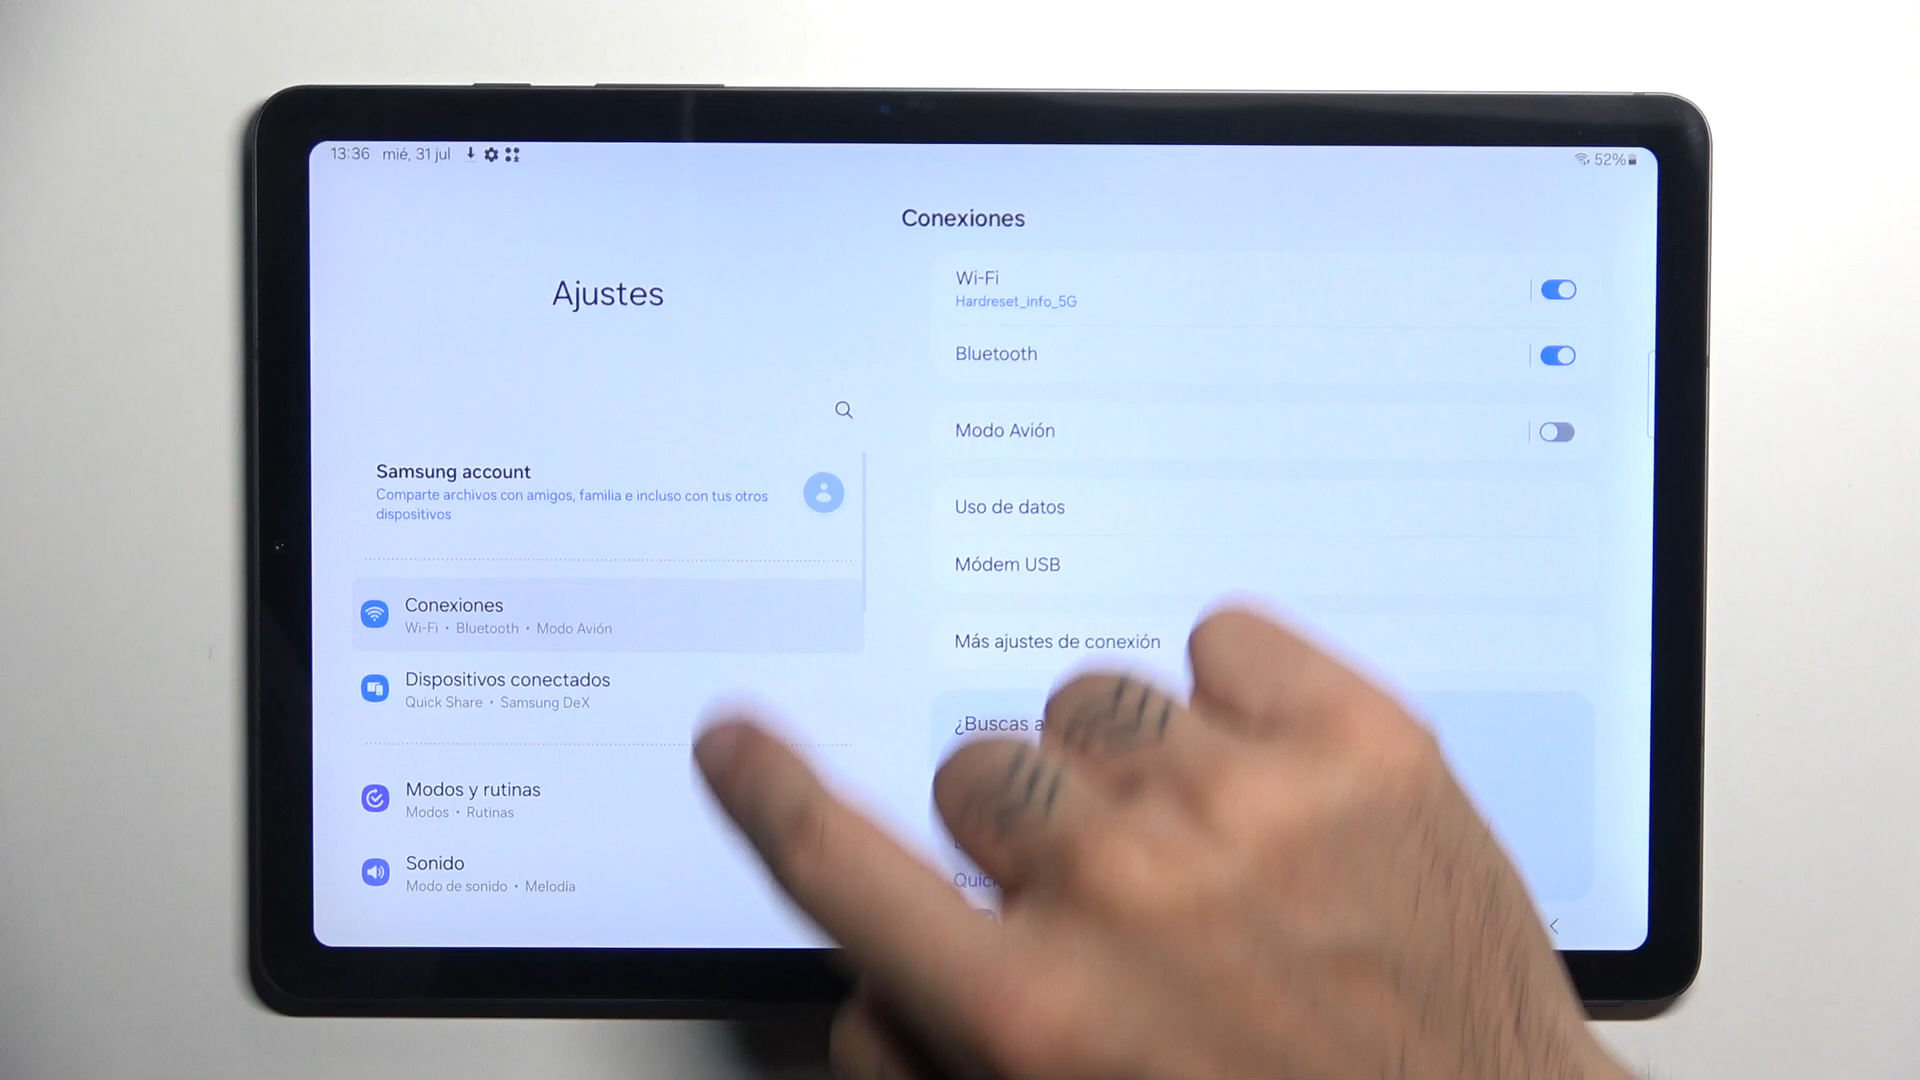 13:36 mié, 31 jul
52%
Conexiones
Ajustes
Wi-Fi
Hardreset_info_5G
Bluetooth
Modo Avión
Samsung account
Comparte archivos con amigos, familia e incluso con tus otros
dispositivos
Uso de datos
Módem USB
Conexiones
Wi-Fi • Bluetooth • Modo Avión
Más ajustes de conexión
Dispositivos conectados
Quick Share • Samsung DeX
¿Buscas
Modos y rutinas
Modos • Rutinas
Sonido
Modo de sonido • Melodía